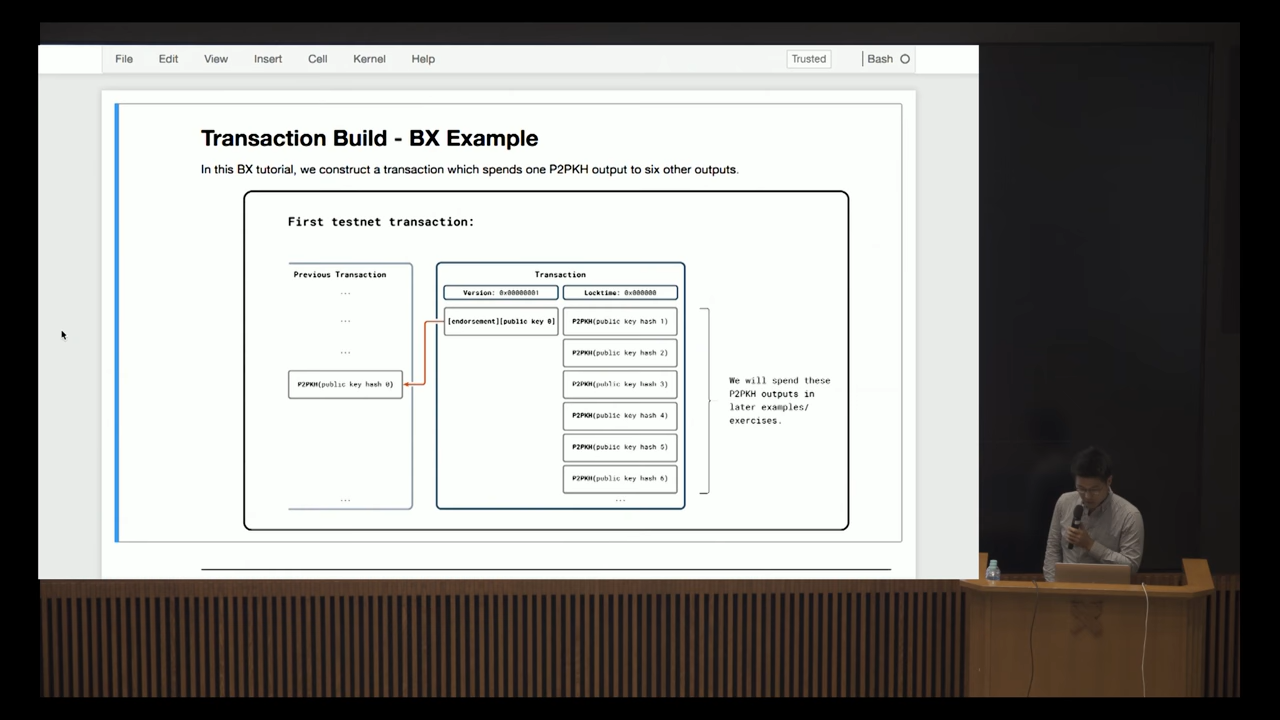 File Edit View Insert Cell Kernel Help Trusted Bash
Transaction Build - BX Example
In this BX tutorial, we construct a transaction which spends one P2PKH output to six other outputs.
First testnet transaction:
Previous Transaction
...
...
...
P2PKH(public key hash 0)
...
Transaction
Version: 0x00000001 Locktime: 0x000000
[endorsement][public key 0] P2PKH(public key hash 1)
P2PKH(public key hash 2)
P2PKH(public key hash 3)
P2PKH(public key hash 4)
P2PKH(public key hash 5)
P2PKH(public key hash 6)
...
We will spend these
P2PKH outputs in
later examples/
exercises.